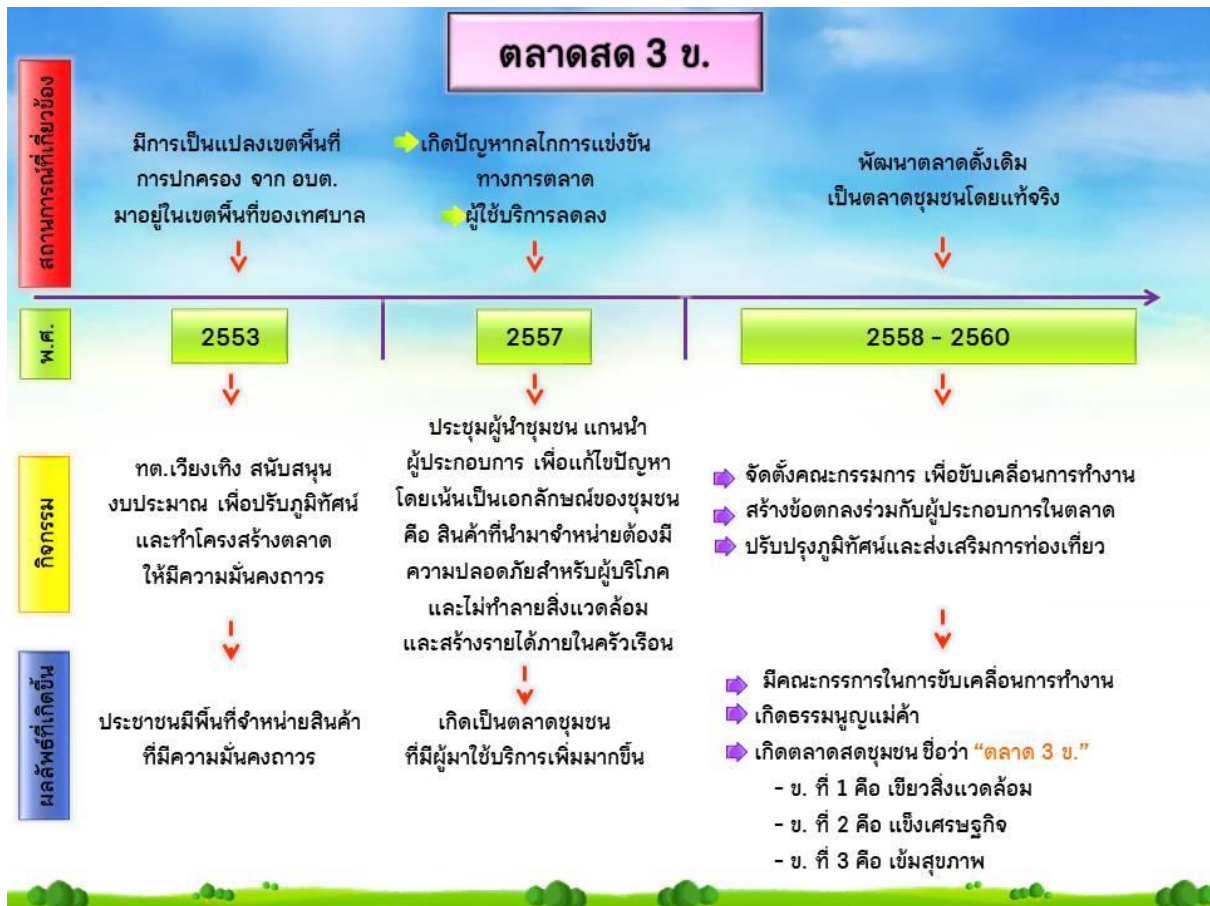 ตลาดสด 3 ข.
สถานการณ์ที่เกี่ยวข้อง
มีการเป็นแปลงเขตพื้นที่
การปกครอง จาก อบต.
มาอยู่ในเขตพื้นที่ของเทศบาล
เกิดปัญหากลไกการแข่งขัน
ทางการตลาด
ผู้ใช้บริการลดลง
พัฒนาตลาดดั้งเดิม
เป็นตลาดชุมชนโดยแท้จริง
พ.ศ.
2553
2557
2558 - 2560
กิจกรรม
ทต.เวียงเทิง สนับสนุน
งบประมาณ เพื่อปรับภูมิทัศน์
และทำโครงสร้างตลาด
ให้มีความมั่นคงถาวร
ประชุมผู้นำชุมชน แกนนำ
ผู้ประกอบการ เพื่อแก้ไขปัญหา
โดยเน้นเป็นเอกลักษณ์ของชุมชน
คือ สินค้าที่นำมาจำหน่ายต้องมี
ความปลอดภัยสำหรับผู้บริโภค
และไม่ทำลายสิ่งแวดล้อม
และสร้างรายได้ภายในครัวเรือน
จัดตั้งคณะกรรมการ เพื่อขับเคลื่อนการทำงาน
สร้างข้อตกลงร่วมกับผู้ประกอบการในตลาด
ปรับปรุงภูมิทัศน์และส่งเสริมการท่องเที่ยว
ผลลัพธ์ที่เกิดขึ้น
ประชาชนมีพื้นที่จำหน่ายสินค้า
ที่มีความมั่นคงถาวร
เกิดเป็นตลาดชุมชน
ที่มีผู้มาใช้บริการเพิ่มมากขึ้น
มีคณะกรรการในการขับเคลื่อนการทำงาน
เกิดธรรมนูญแม่ค้า
เกิดตลาดสดชุมชน ชื่อว่า “ตลาด 3 ข.”
- ข. ที่ 1 คือ เขียวสิ่งแวดล้อม
- ข. ที่ 2 คือ แข็งเศรษฐกิจ
- ข. ที่ 3 คือ เข้มสุขภาพ